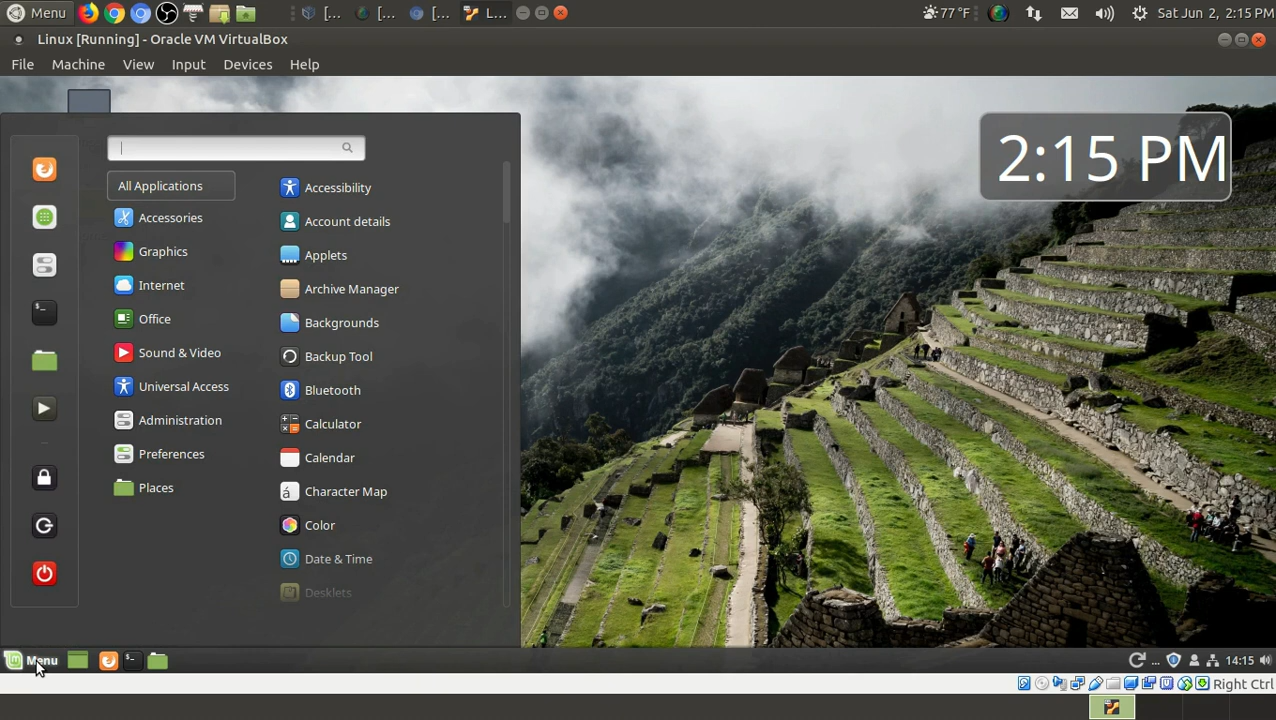 Menu [... [... [... L... 77 °F Sat Jun 2, 2:15 PM
Linux [Running] - Oracle VM VirtualBox
File Machine View Input Devices Help
2:15 PM
All Applications
Accessories
Graphics
Internet
Office
Sound & Video
Universal Access
Administration
Preferences
Places
Accessibility
Account details
Applets
Archive Manager
Backgrounds
Backup Tool
Bluetooth
Calculator
Calendar
Character Map
Color
Date & Time
Desklets
Menu ... 14:15
Right Ctrl